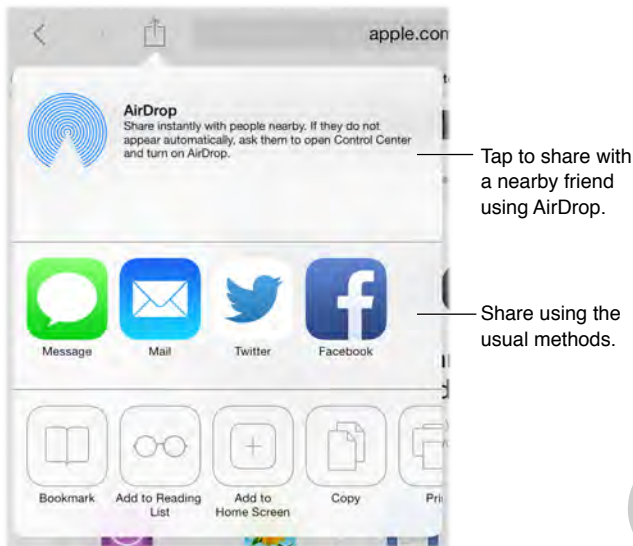 apple.com
AirDrop
Share instantly with people nearby. If they do not
appear automatically, ask them to open Control Center
and turn on AirDrop.
Tap to share with
a nearby friend
using AirDrop.
Message Mail Twitter Facebook
Share using the
usual methods.
Bookmark Add to Reading Add to Copy Pri
List Home Screen